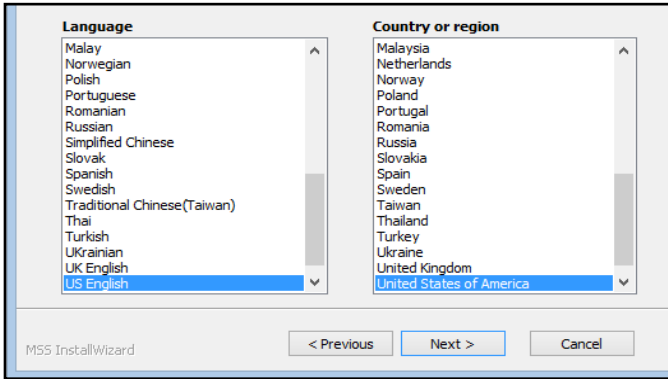 Language
Malay
Norwegian
Polish
Portuguese
Romanian
Russian
Simplified Chinese
Slovak
Spanish
Swedish
Traditional Chinese(Taiwan)
Thai
Turkish
UKrainian
UK English
US English
Country or region
Malaysia
Netherlands
Norway
Poland
Portugal
Romania
Russia
Slovakia
Spain
Sweden
Taiwan
Thailand
Turkey
Ukraine
United Kingdom
United States of America
MSS InstallWizard
< Previous
Next >
Cancel